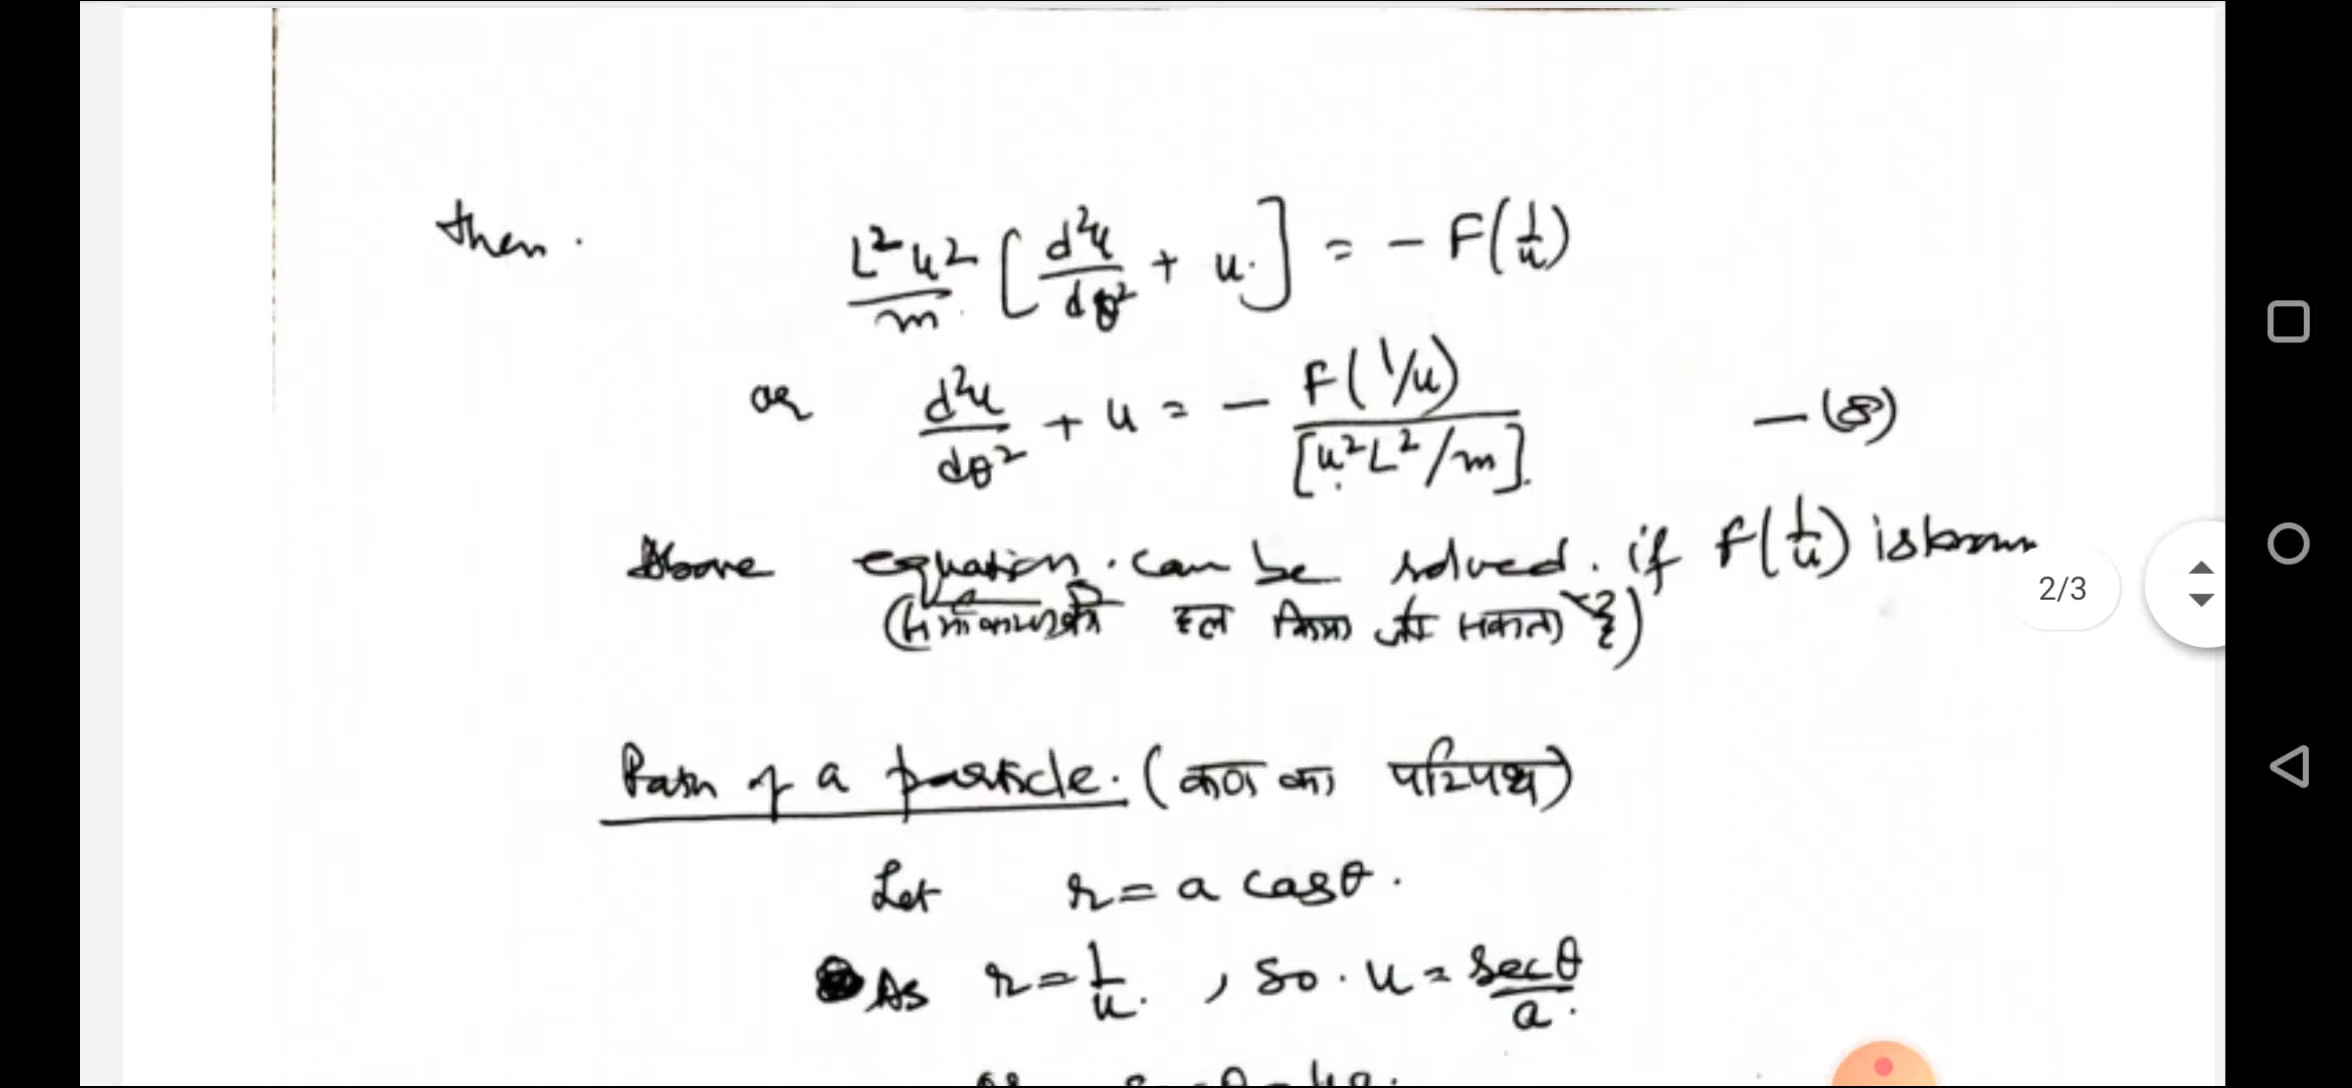 then. L²u²/m [d²u/dθ² + u.] = - F(1/u)
or d²u/dθ² + u = - F(1/u)/[u²L²/m]. —(8)
Above equation. can be solved. if F(1/u) is known
(समीकरण को हल किया जा सकता है)
2/3
Path of a particle. (कण का परिपथ)
Let r = a cosθ.
As r = 1/u. , so. u = secθ/a.